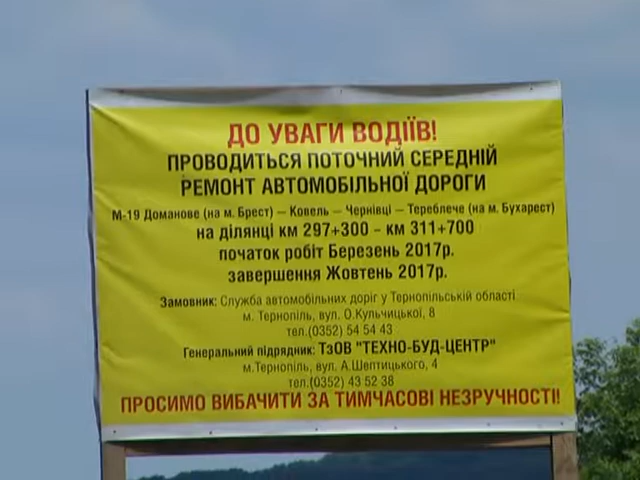 ДО УВАГИ ВОДІЇВ!
ПРОВОДИТЬСЯ ПОТОЧНИЙ СЕРЕДНІЙ
РЕМОНТ АВТОМОБІЛЬНОЇ ДОРОГИ
М-19 Доманове (на м. Брест) – Ковель – Чернівці – Тереблече (на м. Бухарест)
на ділянці км 297+300 – км 311+700
початок робіт Березень 2017р.
завершення Жовтень 2017р.
Замовник: Служба автомобільних доріг у Тернопільській області
м. Тернопіль, вул. О.Кульчицької, 8
тел.(0352) 54 54 43
Генеральний підрядник: ТзОВ "ТЕХНО-БУД-ЦЕНТР"
м.Тернопіль, вул. А.Шептицького, 4
тел.(0352) 43 52 38
ПРОСИМО ВИБАЧИТИ ЗА ТИМЧАСОВІ НЕЗРУЧНОСТІ!